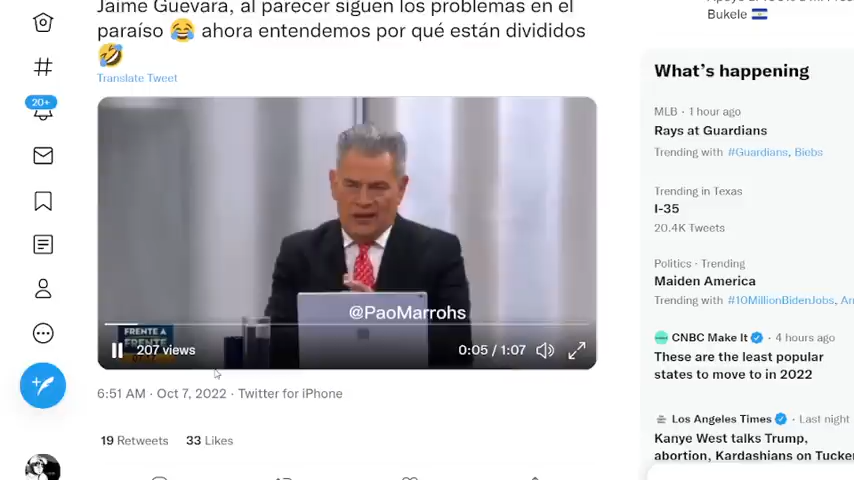 Jaime Guevara, al parecer siguen los problemas en el
paraíso 😂 ahora entendemos por qué están divididos
🤣
Translate Tweet
20+
@PaoMarrohs
FRENTE A
FRENTE
207 views
0:05 / 1:07
6:51 AM · Oct 7, 2022 · Twitter for iPhone
19 Retweets 33 Likes
Bukele 🇸🇻
What's happening
MLB · 1 hour ago
Rays at Guardians
Trending with #Guardians, Biebs
Trending in Texas
I-35
20.4K Tweets
Politics · Trending
Maiden America
Trending with #10MillionBidenJobs, An
CNBC Make It · 4 hours ago
These are the least popular
states to move to in 2022
Los Angeles Times · Last night
Kanye West talks Trump,
abortion, Kardashians on Tucker